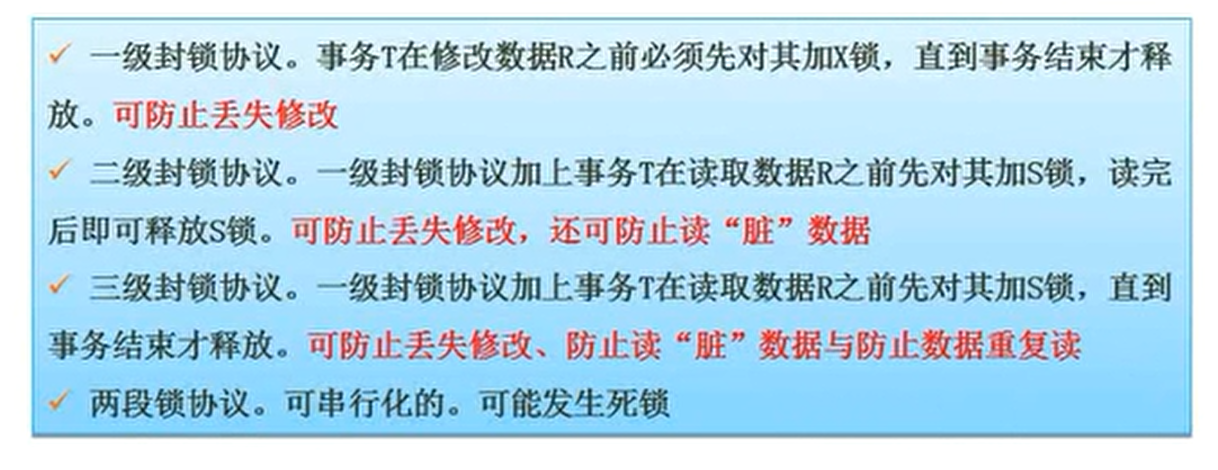 ✓ 一级封锁协议。事务T在修改数据R之前必须先对其加X锁，直到事务结束才释
放。可防止丢失修改
✓ 二级封锁协议。一级封锁协议加上事务T在读取数据R之前先对其加S锁，读完
后即可释放S锁。可防止丢失修改，还可防止读“脏”数据
✓ 三级封锁协议。一级封锁协议加上事务T在读取数据R之前先对其加S锁，直到
事务结束才释放。可防止丢失修改、防止读“脏”数据与防止数据重复读
✓ 两段锁协议。可串行化的。可能发生死锁